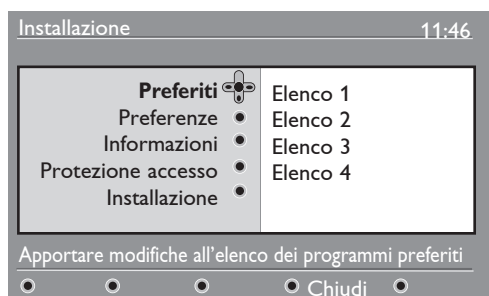 Installazione 11:46
Preferiti Elenco 1
Preferenze Elenco 2
Informazioni Elenco 3
Protezione accesso Elenco 4
Installazione
Apportare modifiche all'elenco dei programmi preferiti
Chiudi